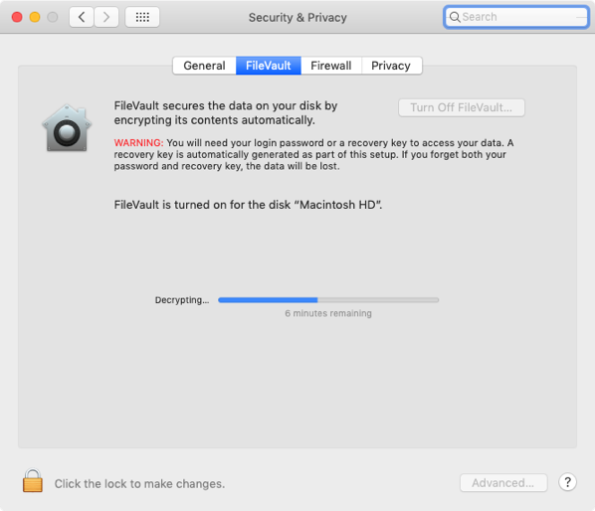 Security & Privacy
Search
General
FileVault
Firewall
Privacy
FileVault secures the data on your disk by
encrypting its contents automatically.
Turn Off FileVault...
WARNING: You will need your login password or a recovery key to access your data. A
recovery key is automatically generated as part of this setup. If you forget both your
password and recovery key, the data will be lost.
FileVault is turned on for the disk “Macintosh HD”.
Decrypting...
6 minutes remaining
Click the lock to make changes.
Advanced...
?